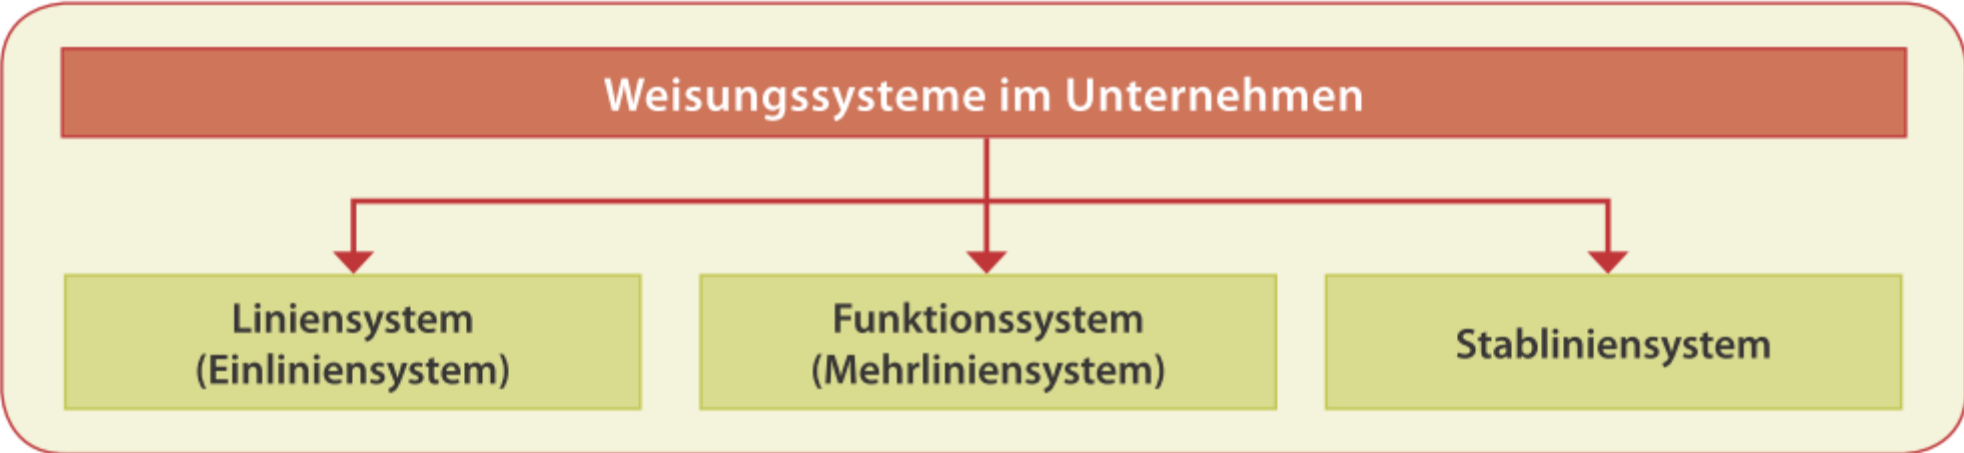 Weisungssysteme im Unternehmen
Liniensystem
(Einliniensystem)
Funktionssystem
(Mehrliniensystem)
Stabliniensystem